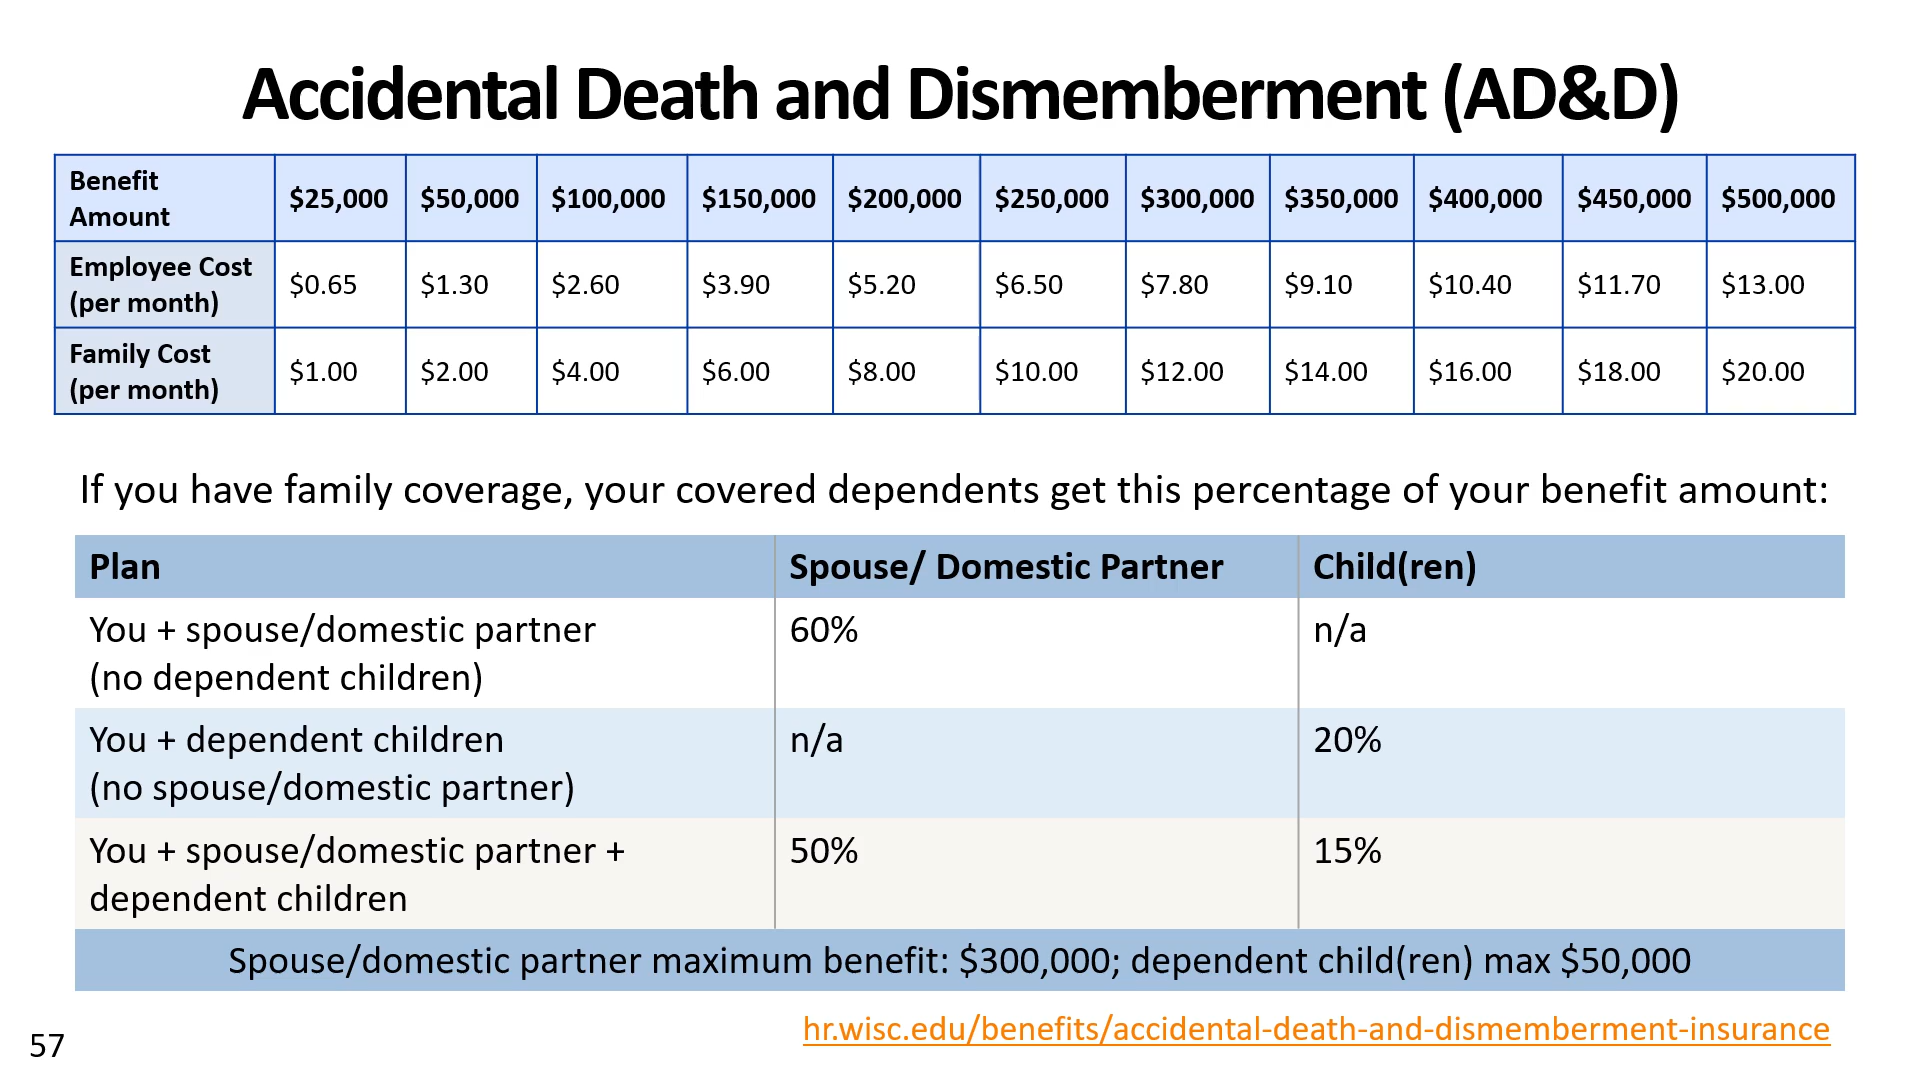 Accidental Death and Dismemberment (AD&D)
Benefit
Amount
$25,000 $50,000 $100,000 $150,000 $200,000 $250,000 $300,000 $350,000 $400,000 $450,000 $500,000
Employee Cost
(per month)
$0.65 $1.30 $2.60 $3.90 $5.20 $6.50 $7.80 $9.10 $10.40 $11.70 $13.00
Family Cost
(per month)
$1.00 $2.00 $4.00 $6.00 $8.00 $10.00 $12.00 $14.00 $16.00 $18.00 $20.00
If you have family coverage, your covered dependents get this percentage of your benefit amount:
Plan Spouse/ Domestic Partner Child(ren)
You + spouse/domestic partner 60% n/a
(no dependent children)
You + dependent children n/a 20%
(no spouse/domestic partner)
You + spouse/domestic partner + 50% 15%
dependent children
Spouse/domestic partner maximum benefit: $300,000; dependent child(ren) max $50,000
hr.wisc.edu/benefits/accidental-death-and-dismemberment-insurance
57